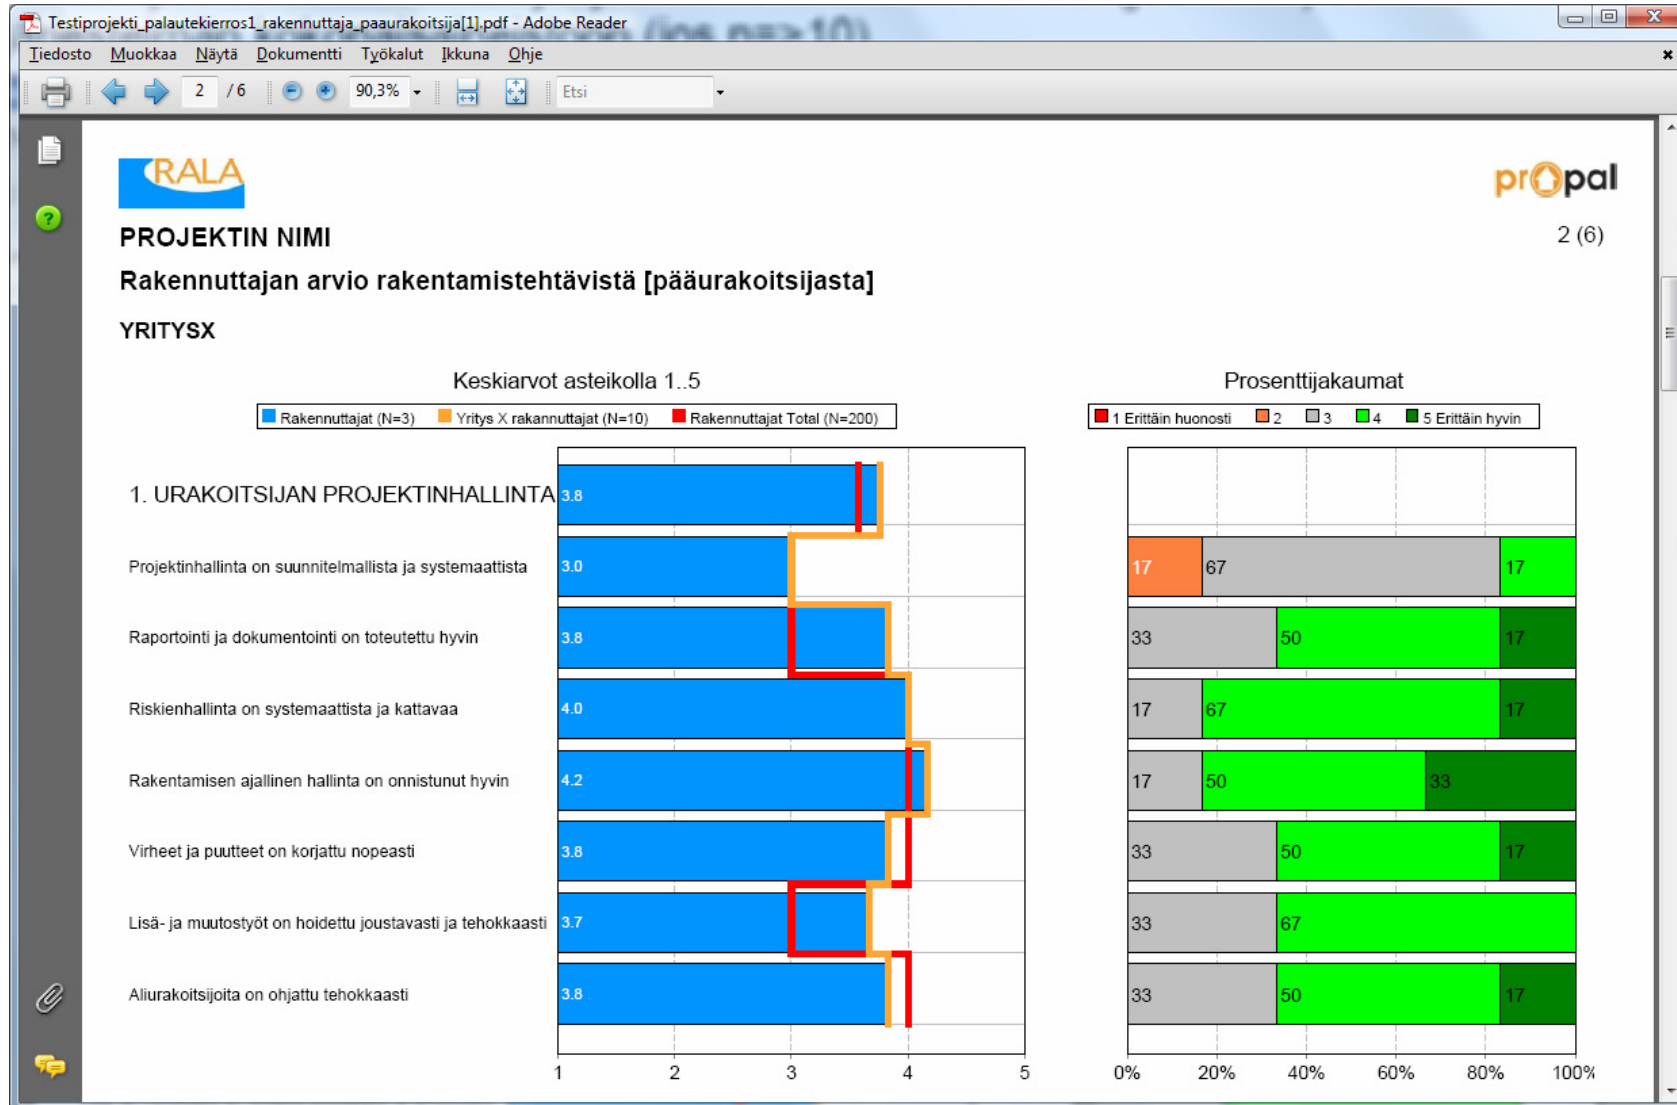 Testiprojekti_palautekierros1_rakennuttaja_paaurakoitsija[1].pdf - Adobe Reader
Tiedosto Muokkaa Näytä Dokumentti Työkalut Ikkuna Ohje
2 / 6 90,3% Etsi
RALA
propal
PROJEKTIN NIMI
2 (6)
Rakennuttajan arvio rakentamistehtävistä [pääurakoitsijasta]
YRITYSX
Keskiarvot asteikolla 1..5
Prosenttijakaumat
Rakennuttajat (N=3) Yritys X rakannuttajat (N=10) Rakennuttajat Total (N=200)
1 Erittäin huonosti 2 3 4 5 Erittäin hyvin
1. URAKOITSIJAN PROJEKTINHALLINTA 3.8
Projektinhallinta on suunnitelmallista ja systemaattista 3.0 17 67 17
Raportointi ja dokumentointi on toteutettu hyvin 3.8 33 50 17
Riskienhallinta on systemaattista ja kattavaa 4.0 17 67 17
Rakentamisen ajallinen hallinta on onnistunut hyvin 4.2 17 50 33
Virheet ja puutteet on korjattu nopeasti 3.8 33 50 17
Lisä- ja muutostyöt on hoidettu joustavasti ja tehokkaasti 3.7 33 67
Aliurakoitsijoita on ohjattu tehokkaasti 3.8 33 50 17
1 2 3 4 5
0% 20% 40% 60% 80% 100%